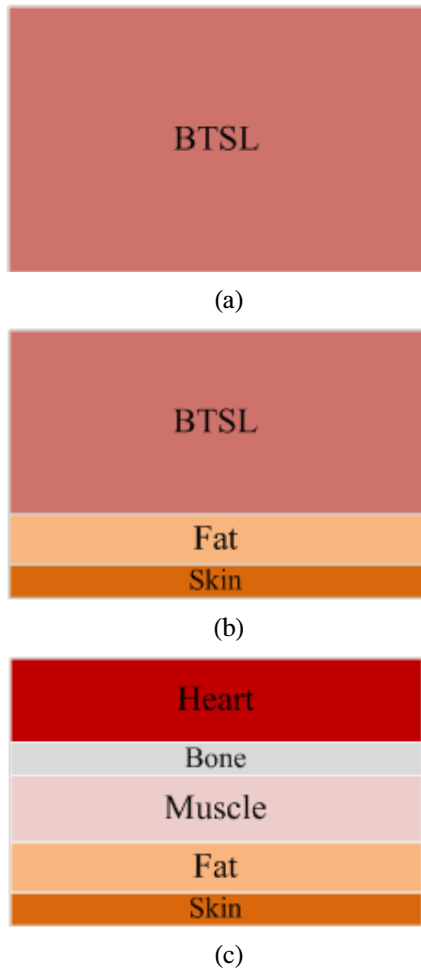 BTSL
(a)
BTSL
Fat
Skin
(b)
Heart
Bone
Muscle
Fat
Skin
(c)